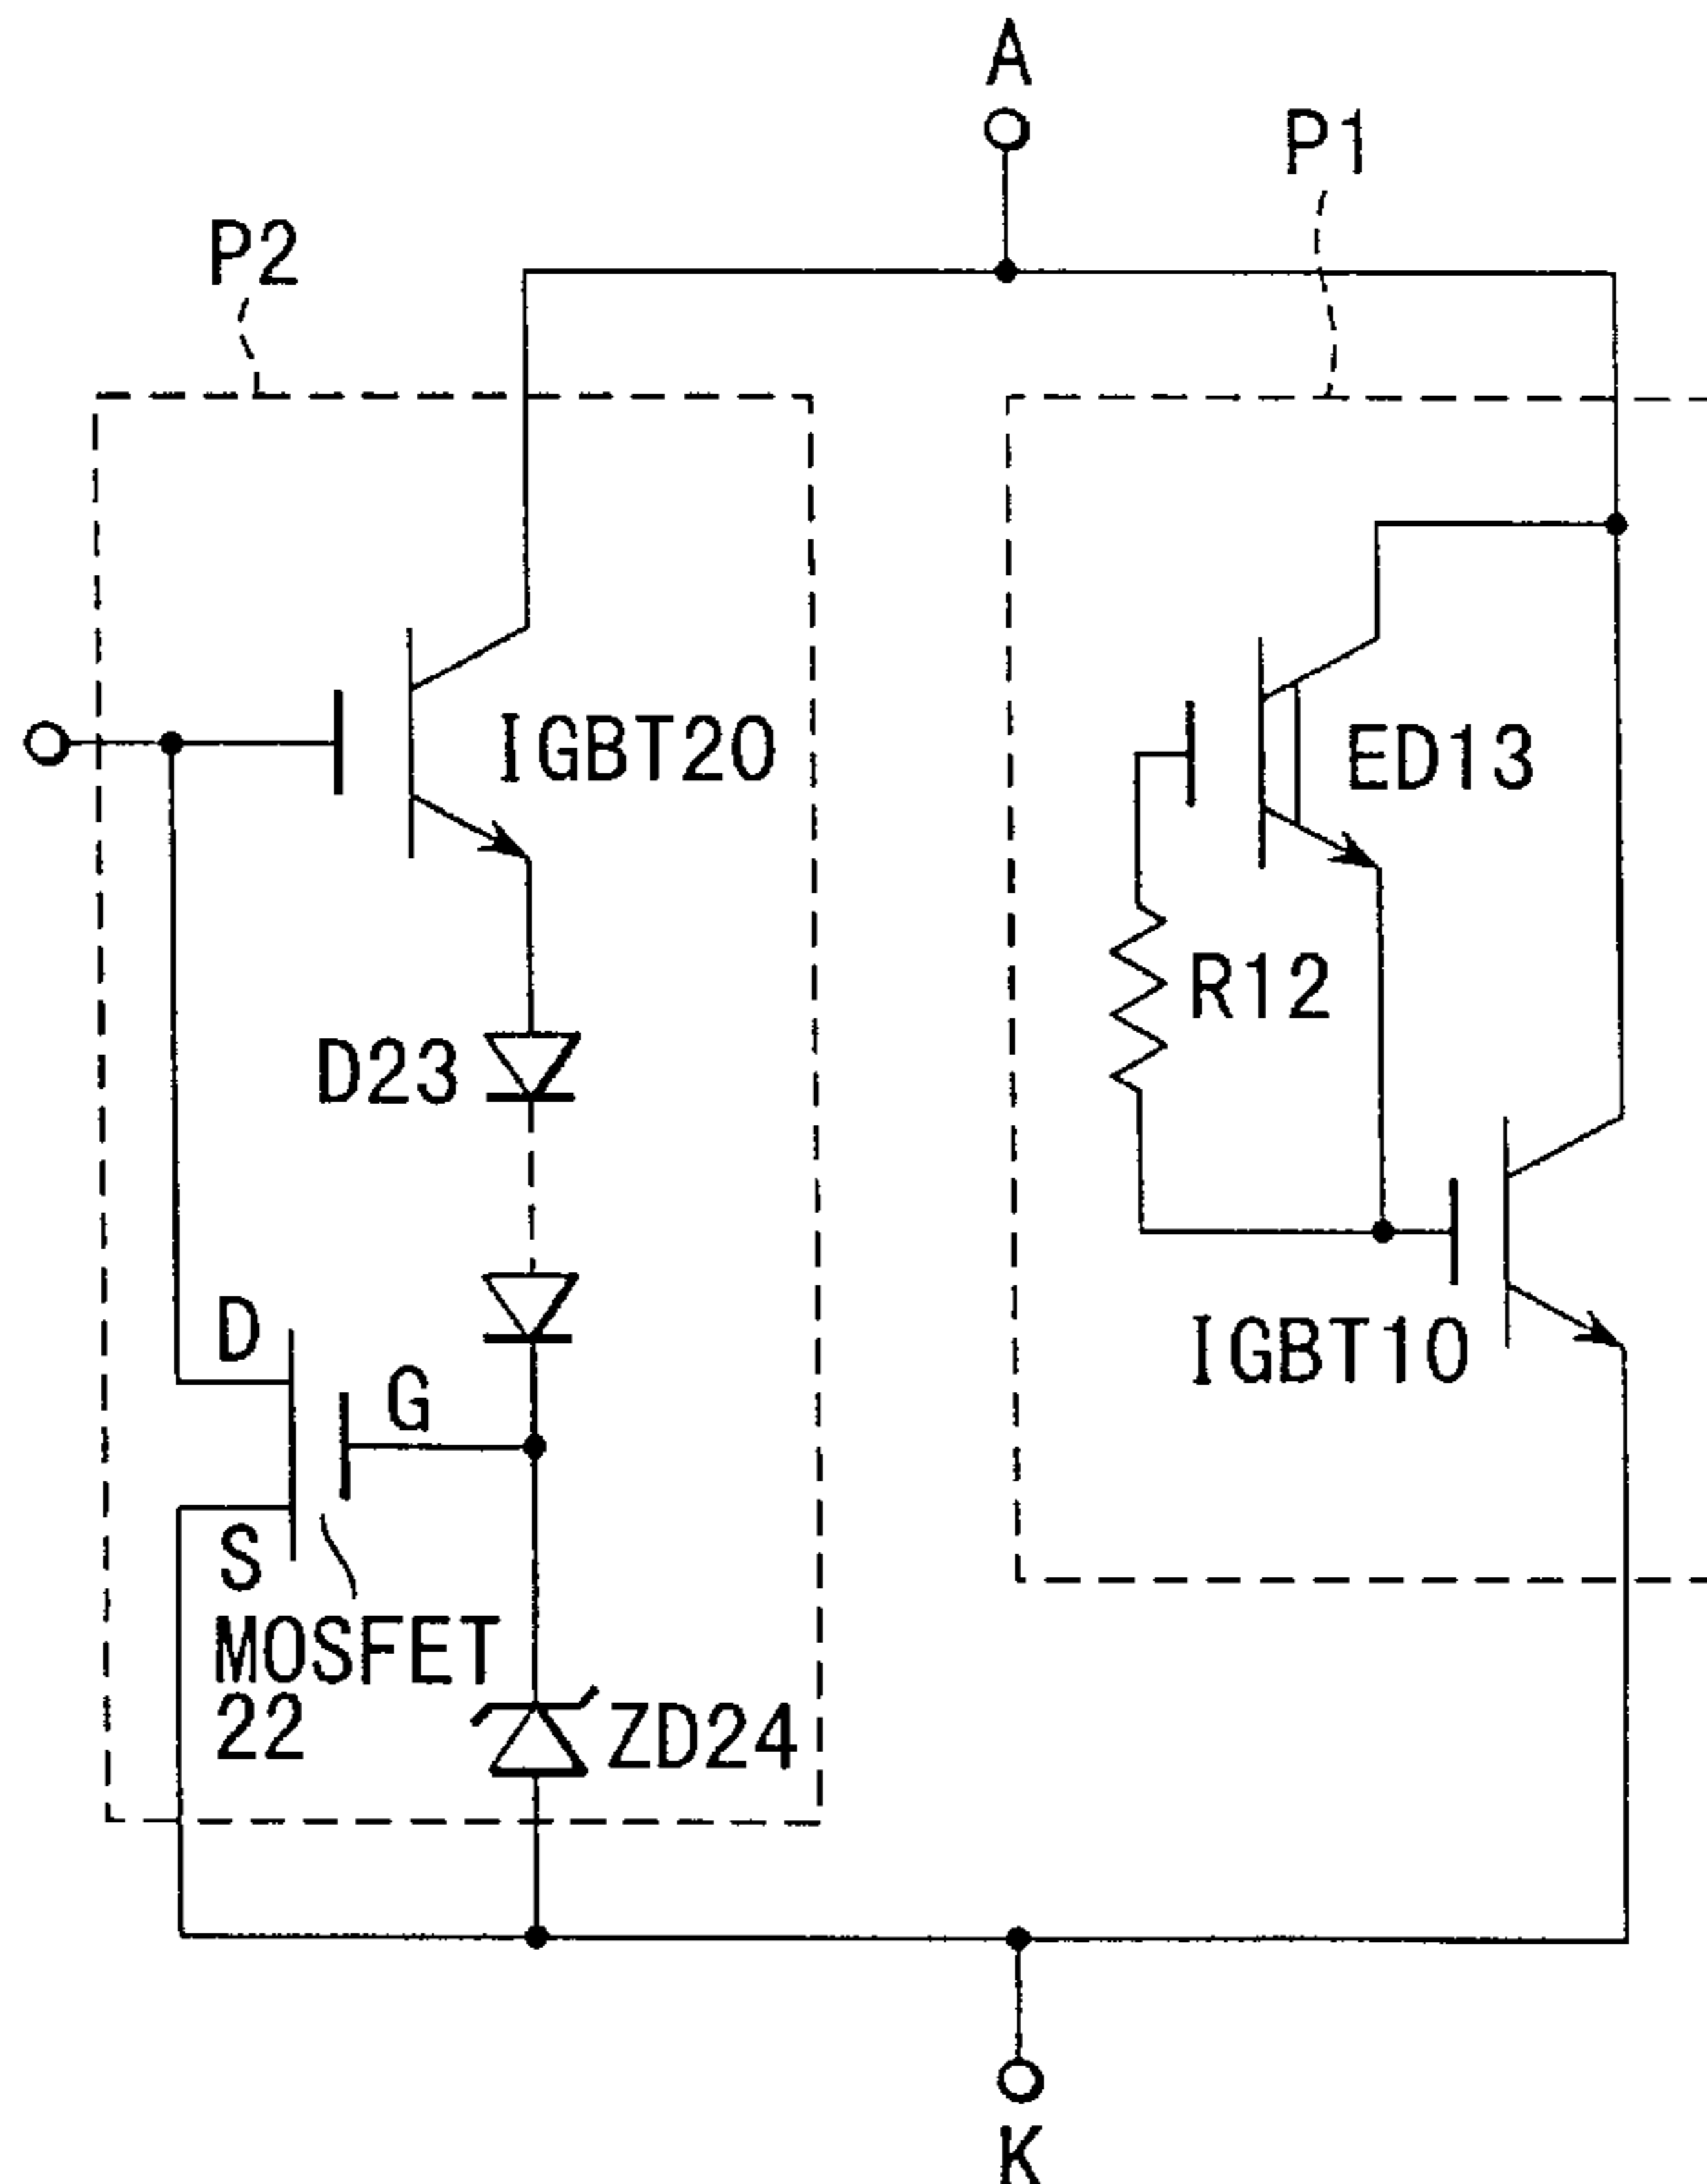 A
P1
P2
IGBT20
ED13
R12
D23
D
G
IGBT10
S
MOSFET
22
ZD24
K